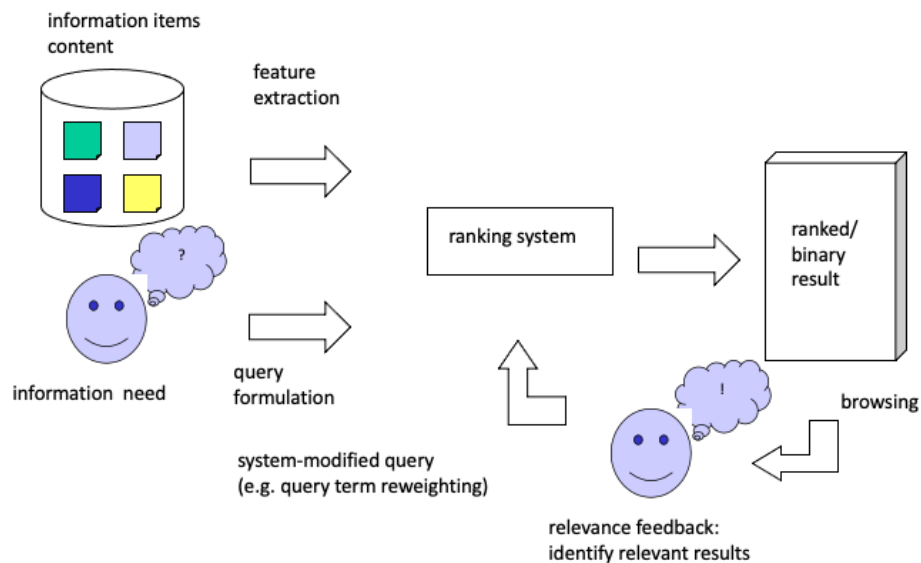 information items
content
feature
extraction
?
ranking system
ranked/
binary
result
information need
query
formulation
!
browsing
system-modified query
(e.g. query term reweighting)
relevance feedback:
identify relevant results